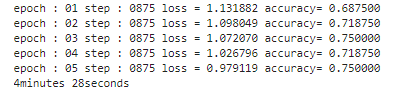 epoch : 01 step : 0875 loss = 1.131882 accuracy= 0.687500
epoch : 02 step : 0875 loss = 1.098049 accuracy= 0.718750
epoch : 03 step : 0875 loss = 1.072070 accuracy= 0.750000
epoch : 04 step : 0875 loss = 1.026796 accuracy= 0.718750
epoch : 05 step : 0875 loss = 0.979119 accuracy= 0.750000
4minutes 28seconds